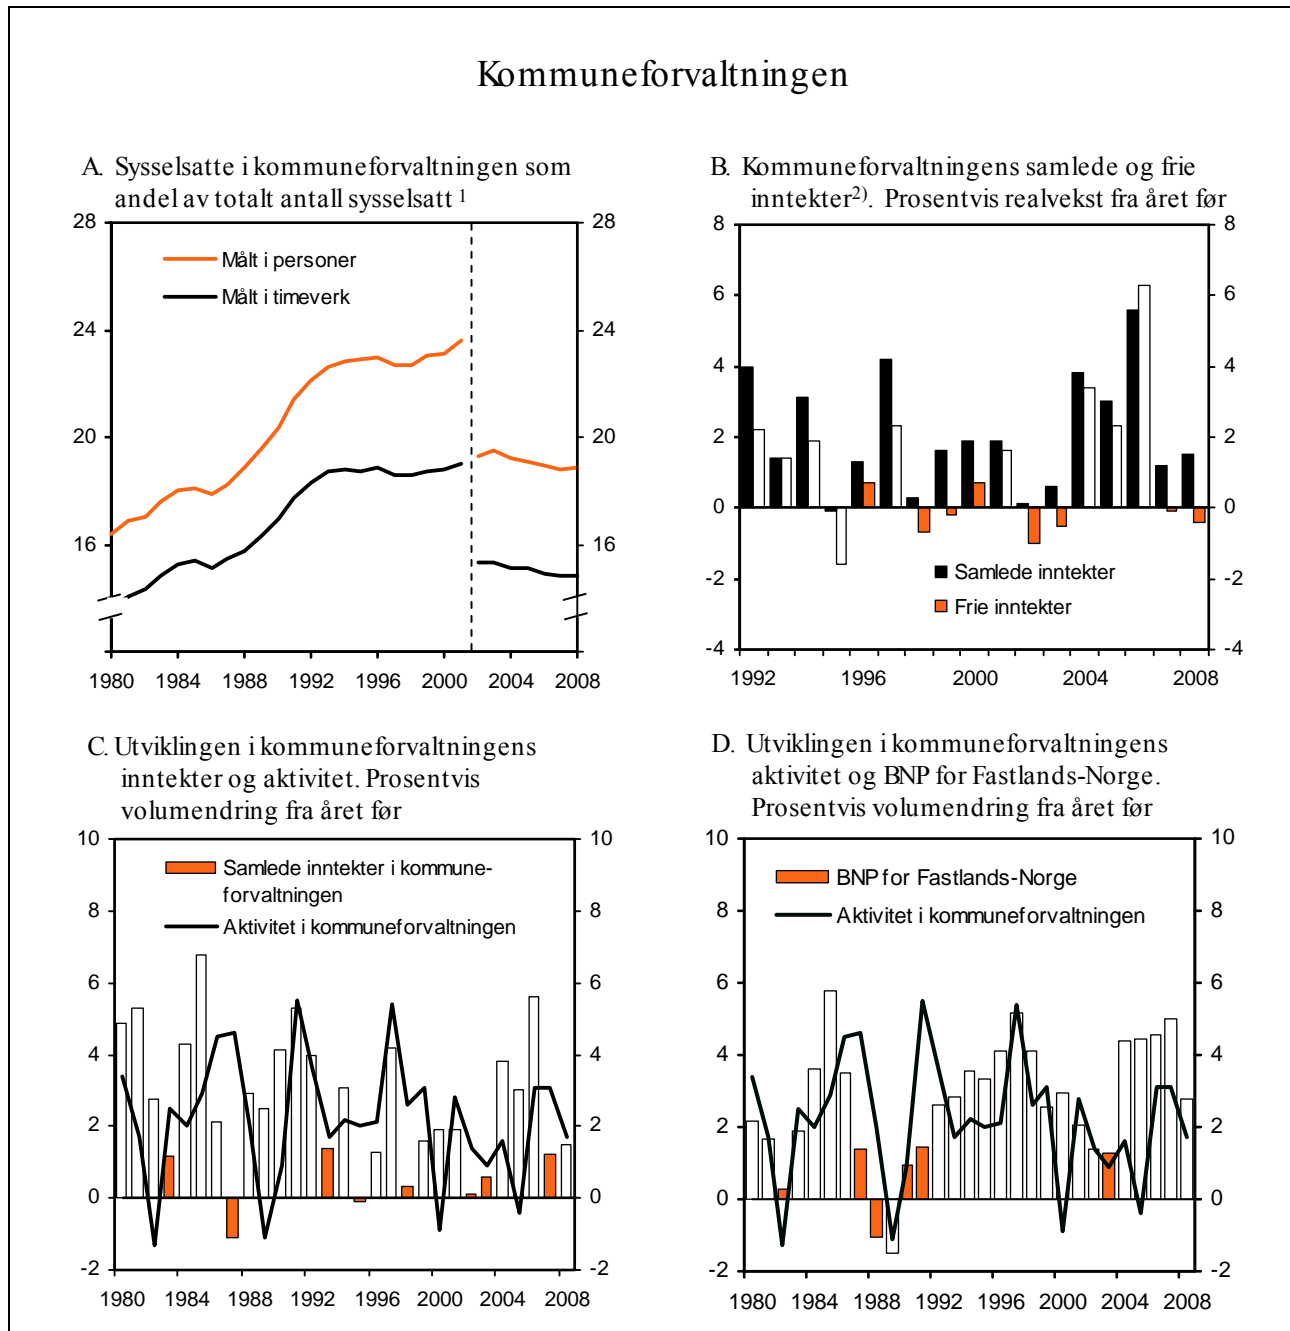 Kommuneforvaltningen
A. Sysselsatte i kommuneforvaltningen som
andel av totalt antall sysselsatt 1
28
28
24
24
20
20
16
16
Målt i personer
Målt i timeverk
1980 1984 1988 1992 1996 2000 2004 2008
B. Kommuneforvaltningens samlede og frie
inntekter2). Prosentvis realvekst fra året før
8
8
6
6
4
4
2
2
0
0
-2
-2
-4
-4
Samlede inntekter
Frie inntekter
1992 1996 2000 2004 2008
C. Utviklingen i kommuneforvaltningens
inntekter og aktivitet. Prosentvis
volumendring fra året før
10
10
8
8
6
6
4
4
2
2
0
0
-2
-2
Samlede inntekter i kommune-
forvaltningen
Aktivitet i kommuneforvaltningen
1980 1984 1988 1992 1996 2000 2004 2008
D. Utviklingen i kommuneforvaltningens
aktivitet og BNP for Fastlands-Norge.
Prosentvis volumendring fra året før
10
10
8
8
6
6
4
4
2
2
0
0
-2
-2
BNP for Fastlands-Norge
Aktivitet i kommuneforvaltningen
1980 1984 1988 1992 1996 2000 2004 2008